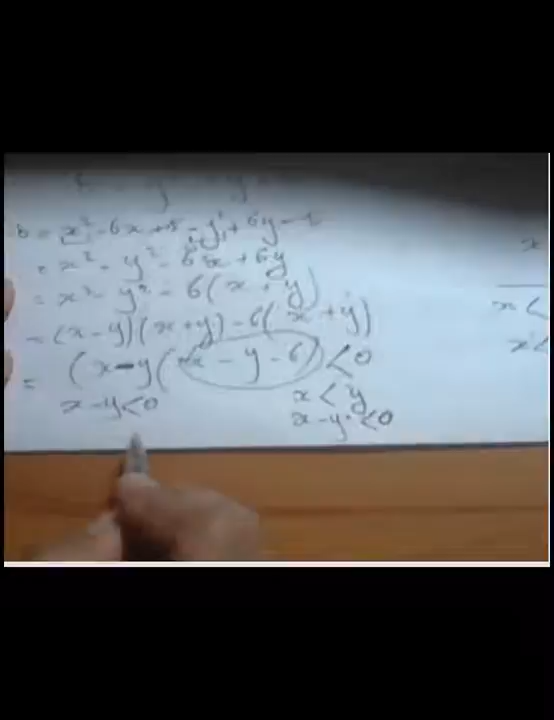 b = x² - 6x + 5 - y² + 6y - 5
= x² - y² - 6x + 6y
= x² - y² - 6(x + y)
= (x - y)(x + y) - 6(x + y)
= (x - y(x - y - 6) < 0
x - y < 0
x < y
x - y < 0
x
x <
x <